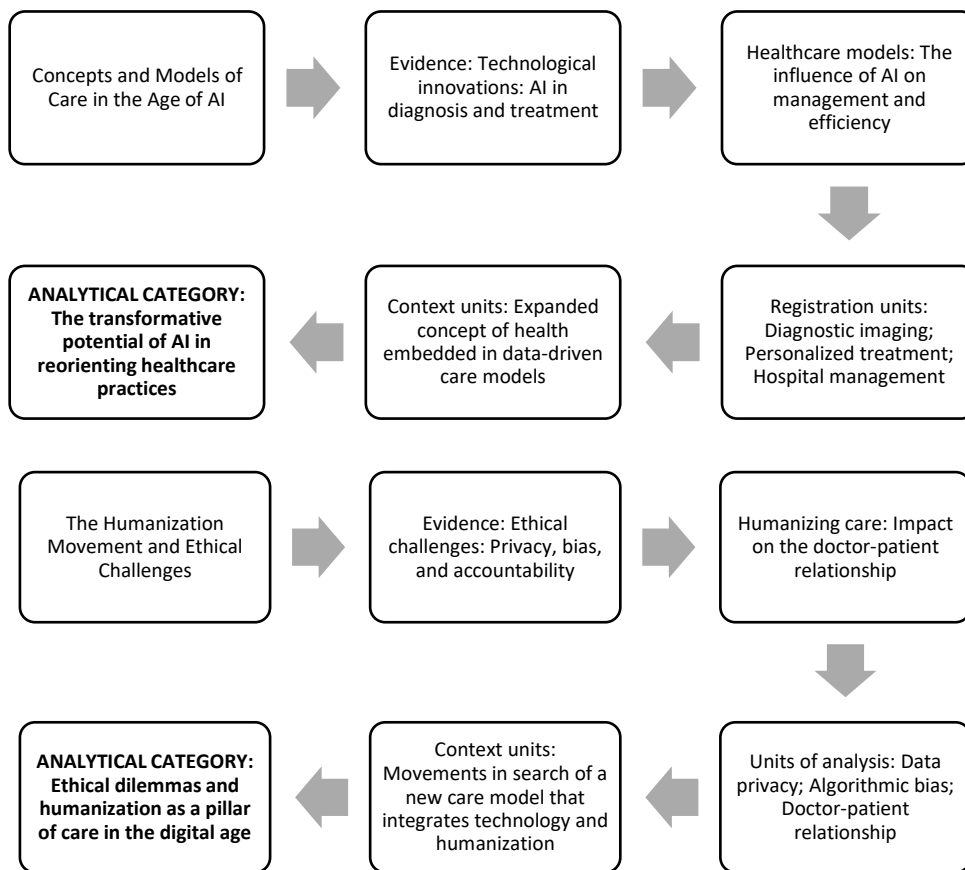 Concepts and Models of
Care in the Age of AI
Evidence: Technological
innovations: AI in
diagnosis and treatment
Healthcare models: The
influence of AI on
management and
efficiency
Registration units:
Diagnostic imaging;
Personalized treatment;
Hospital management
Context units: Expanded
concept of health
embedded in data-driven
care models
ANALYTICAL CATEGORY:
The transformative
potential of AI in
reorienting healthcare
practices
The Humanization
Movement and Ethical
Challenges
Evidence: Ethical
challenges: Privacy, bias,
and accountability
Humanizing care: Impact
on the doctor-patient
relationship
Units of analysis: Data
privacy; Algorithmic bias;
Doctor-patient
relationship
Context units:
Movements in search of a
new care model that
integrates technology and
humanization
ANALYTICAL CATEGORY:
Ethical dilemmas and
humanization as a pillar
of care in the digital age